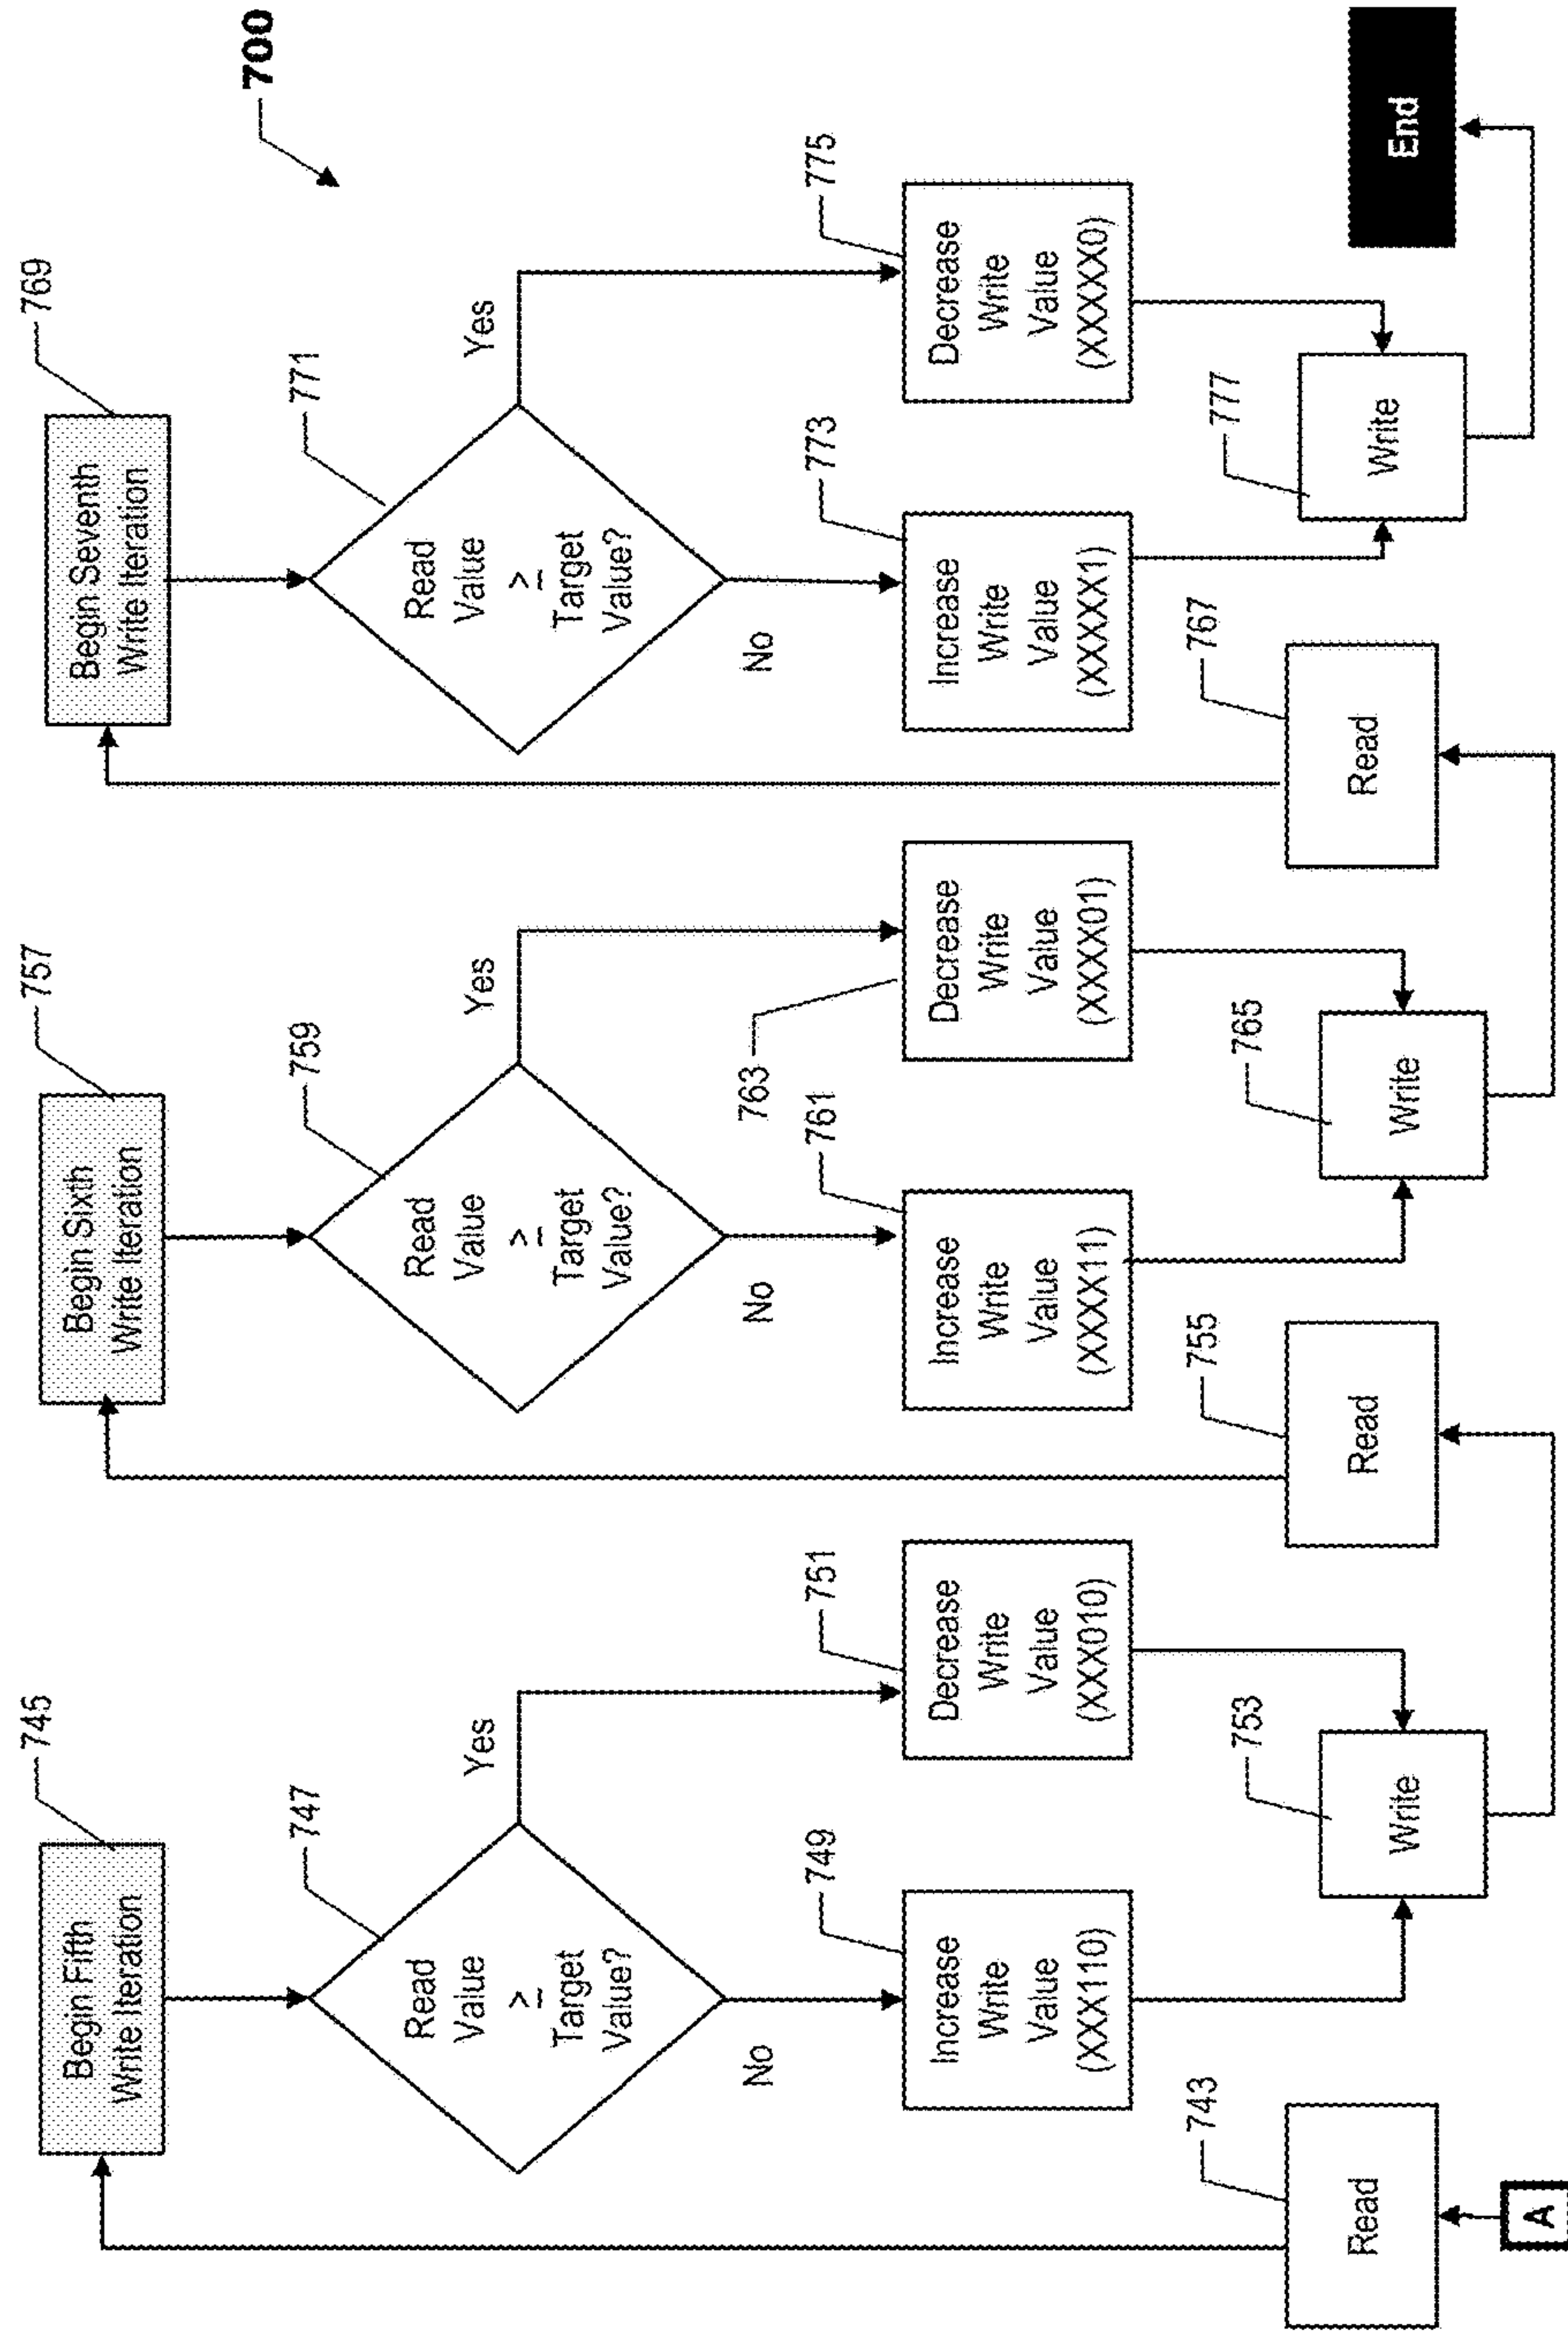 700
745
Begin Fifth
Write Iteration
747
Read
Value
≥
Target
Value?
Yes
No
749
Increase
Write
Value
(XXX110)
751
Decrease
Write
Value
(XXX010)
743
Read
A
753
Write
757
Begin Sixth
Write Iteration
759
Read
Value
≥
Target
Value?
Yes
No
761
Increase
Write
Value
(XXXX11)
763
Decrease
Write
Value
(XXXX01)
755
Read
765
Write
769
Begin Seventh
Write Iteration
771
Read
Value
≥
Target
Value?
Yes
No
773
Increase
Write
Value
(XXXXX1)
775
Decrease
Write
Value
(XXXXX0)
767
Read
777
Write
End